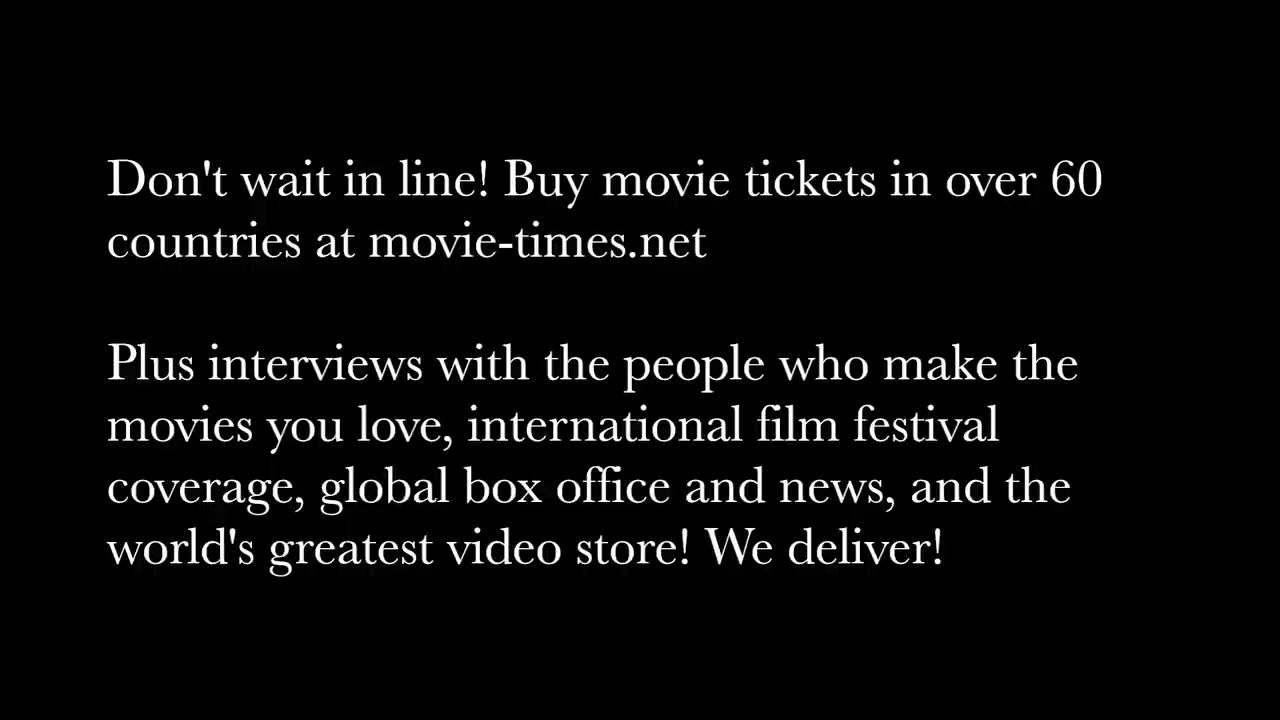 Don't wait in line! Buy movie tickets in over 60
countries at movie-times.net
Plus interviews with the people who make the
movies you love, international film festival
coverage, global box office and news, and the
world's greatest video store! We deliver!